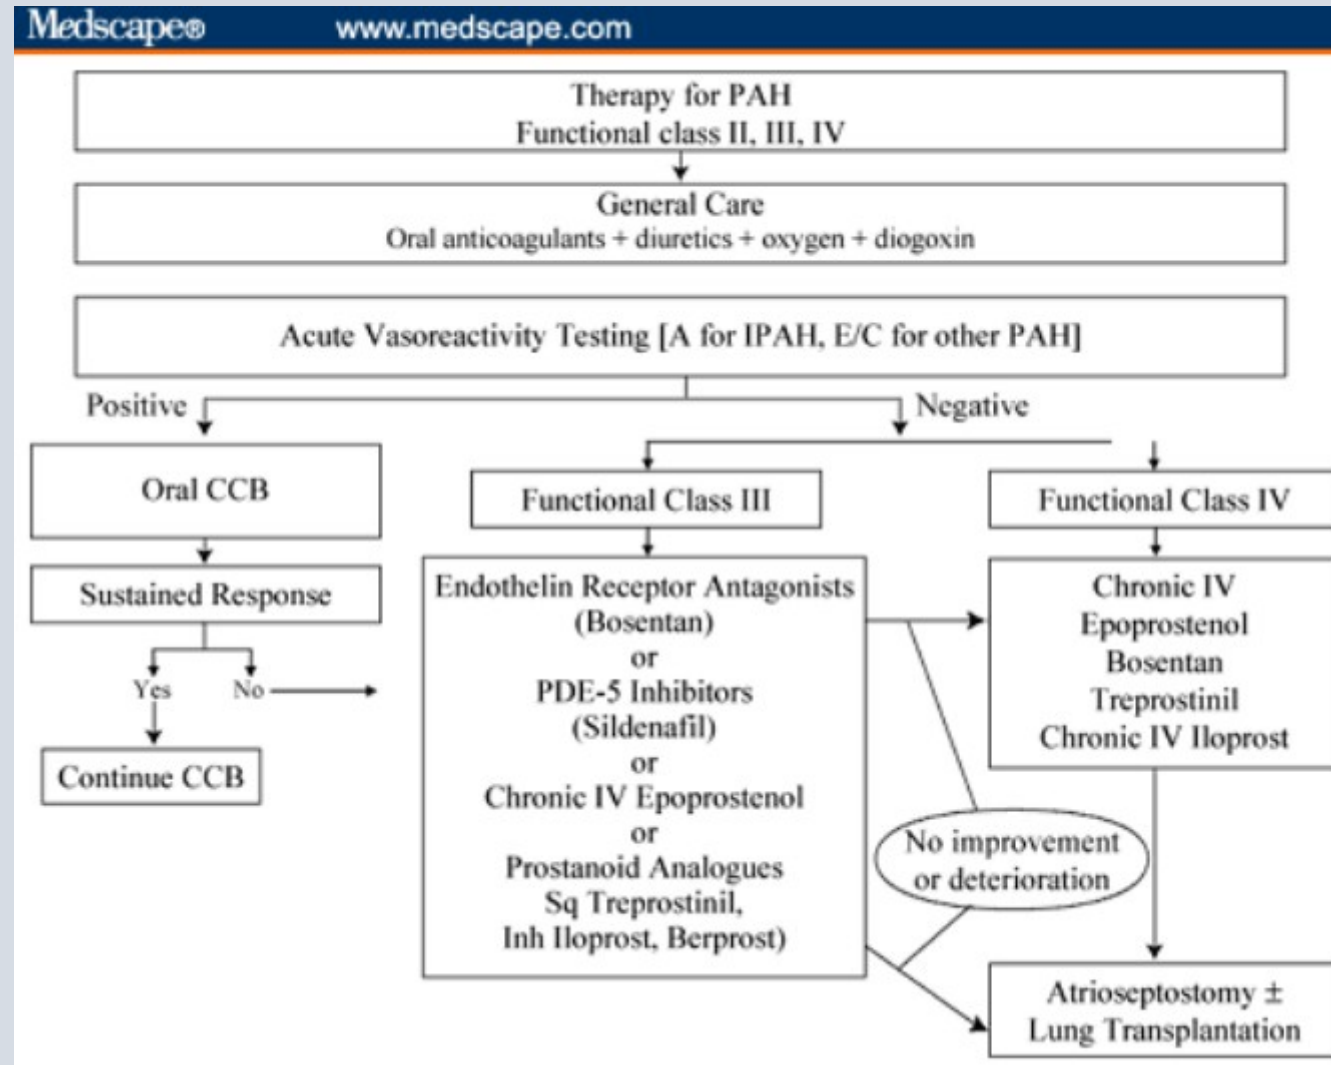 Medscape® www.medscape.com
Therapy for PAH
Functional class II, III, IV
General Care
Oral anticoagulants + diuretics + oxygen + diogoxin
Acute Vasoreactivity Testing [A for IPAH, E/C for other PAH]
Positive
Negative
Oral CCB
Sustained Response
Yes
No
Continue CCB
Functional Class III
Endothelin Receptor Antagonists
(Bosentan)
or
PDE-5 Inhibitors
(Sildenafil)
or
Chronic IV Epoprostenol
or
Prostanoid Analogues
Sq Treprostinil,
Inh Iloprost, Berprost)
Functional Class IV
Chronic IV
Epoprostenol
Bosentan
Treprostinil
Chronic IV Iloprost
No improvement
or deterioration
Atrioseptostomy ±
Lung Transplantation